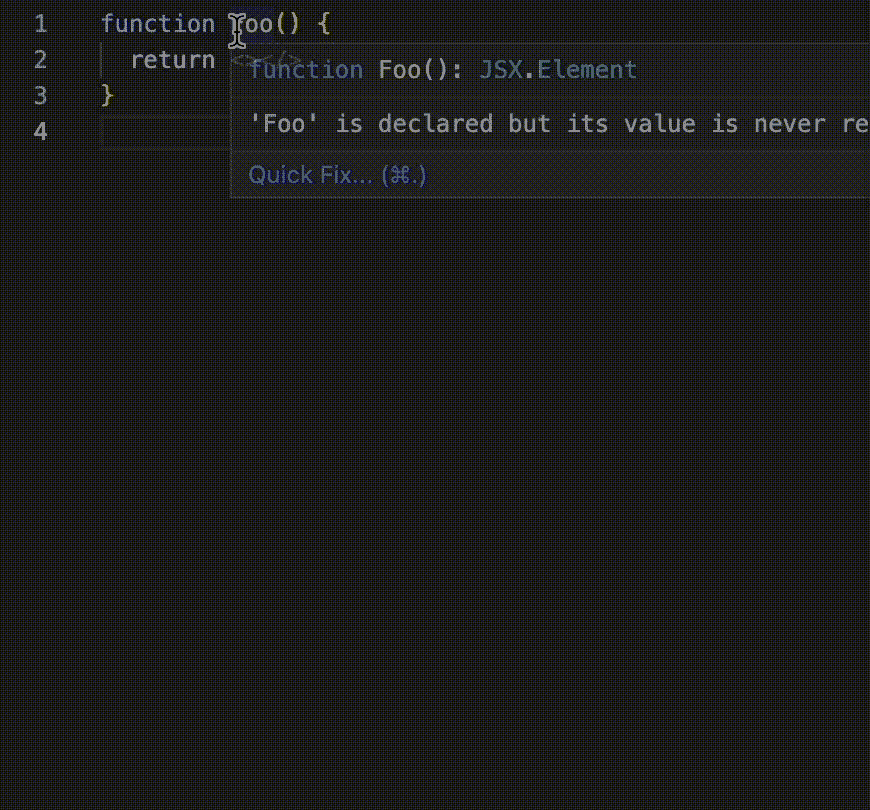 1 function Foo() {
2 return <></>
function Foo(): JSX.Element
3 }
'Foo' is declared but its value is never re
4
Quick Fix... (⌘.)